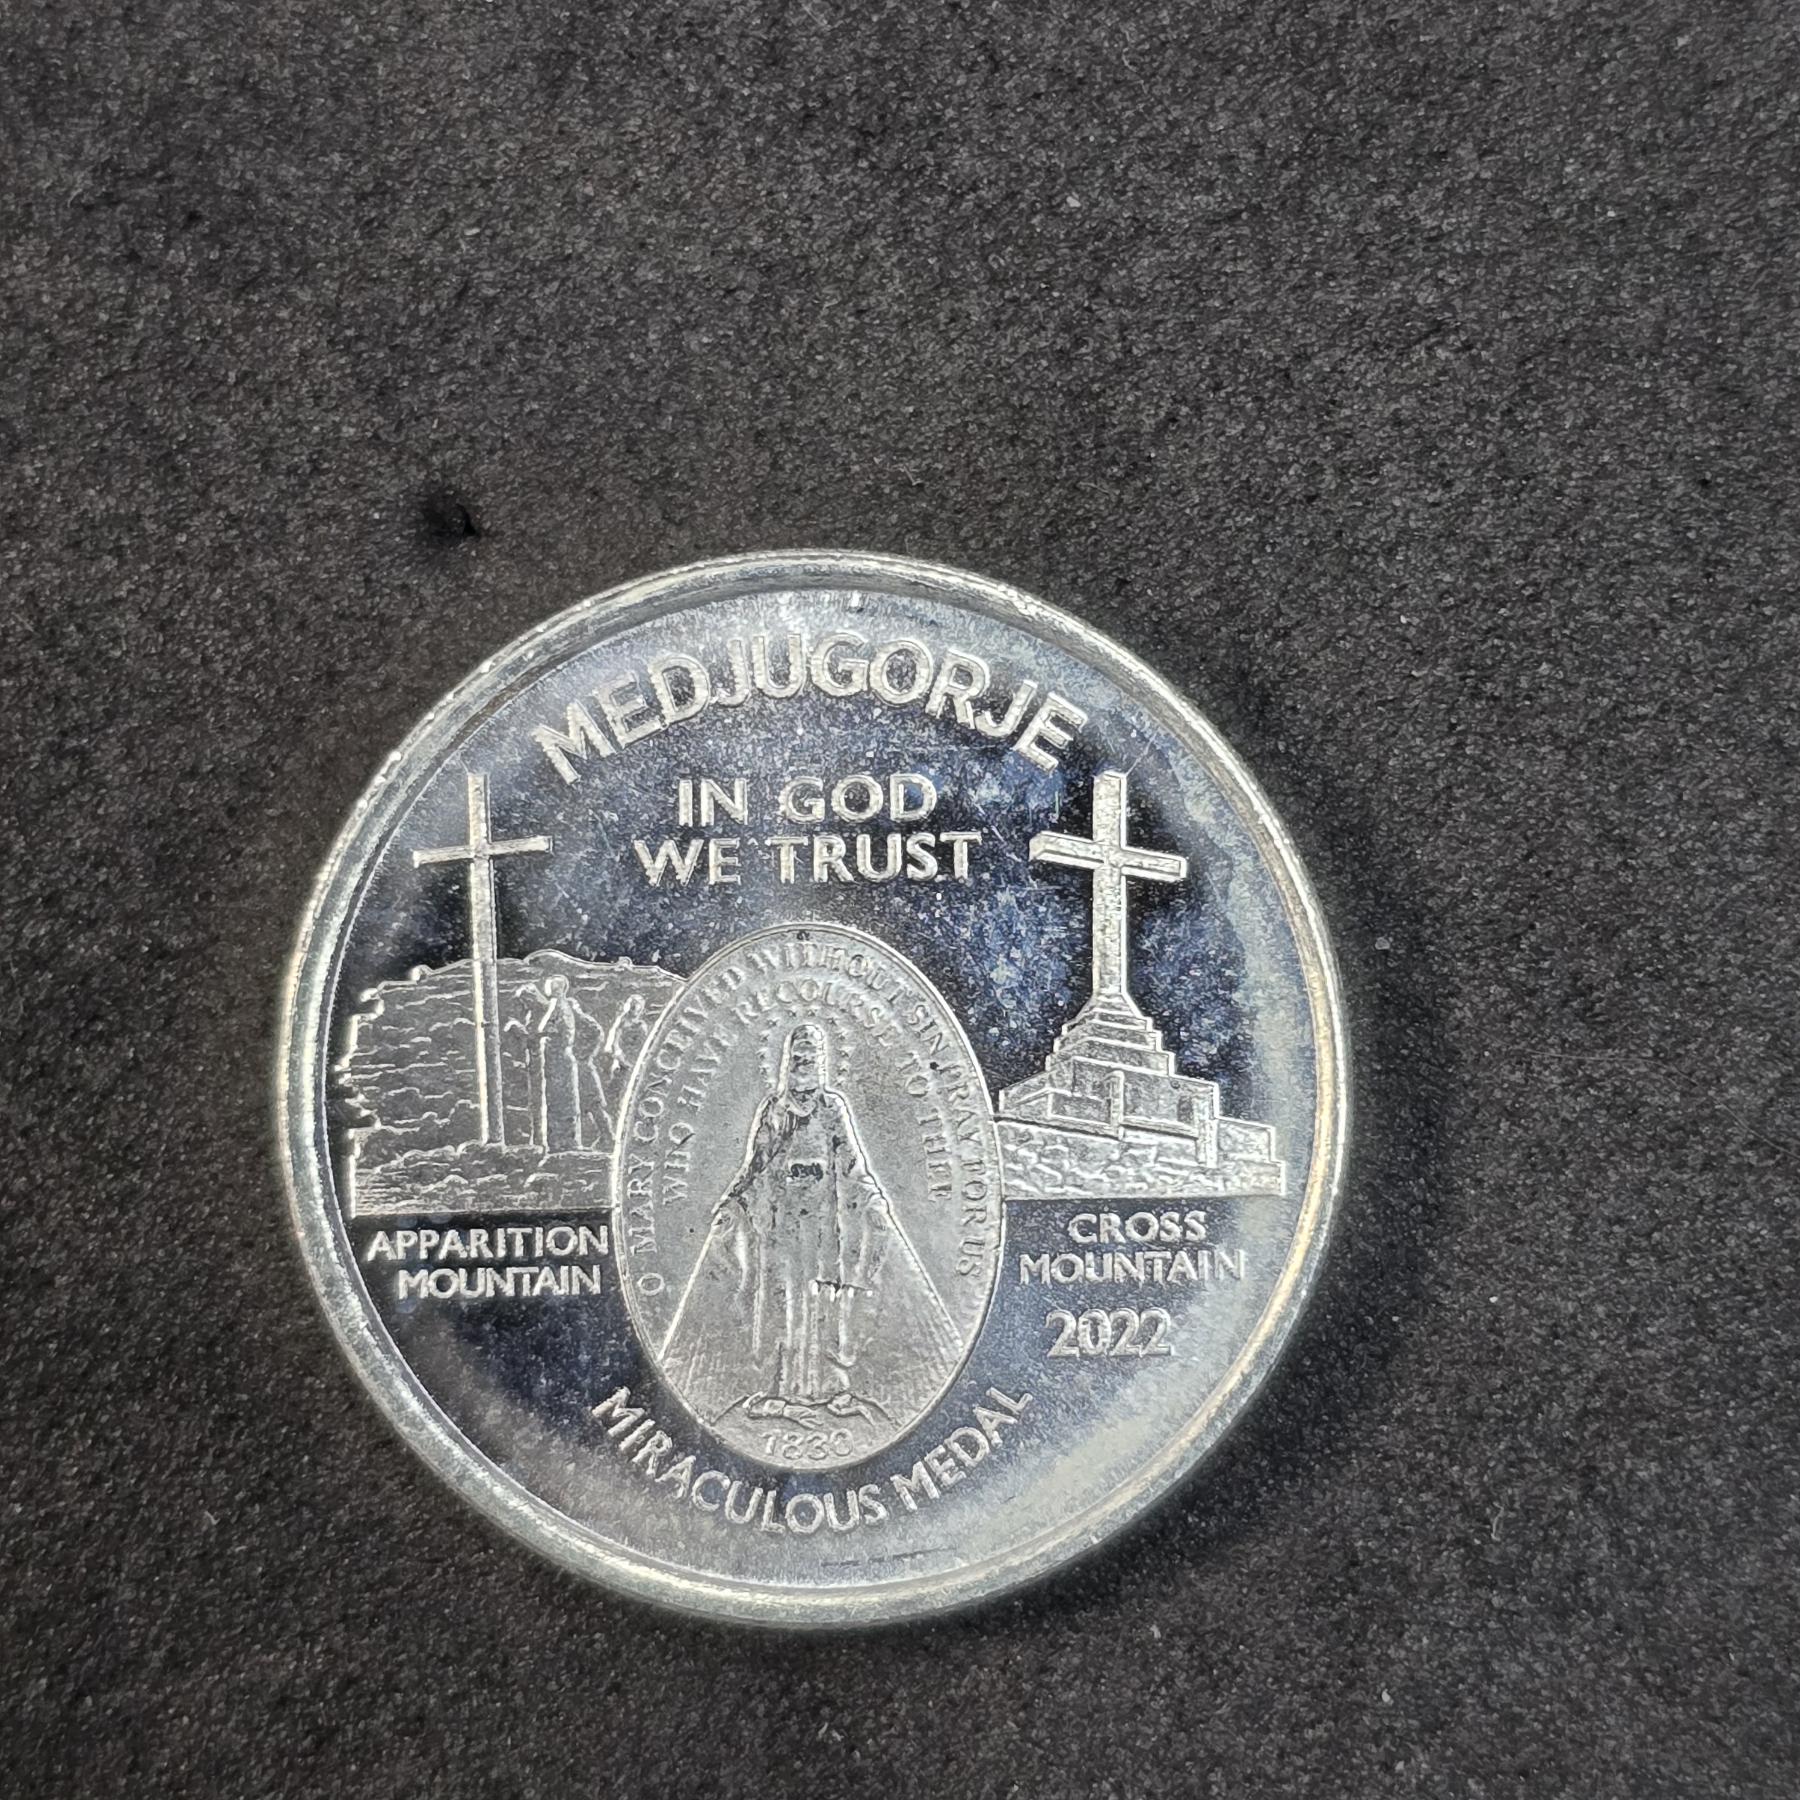 MEDJUGORJE
IN GOD
WE TRUST
O MARY CONCEIVED WITHOUT SIN PRAY FOR US
WHO HAVE RECOURSE TO THEE
APPARITION
MOUNTAIN
CROSS
MOUNTAIN
2022
1830
MIRACULOUS MEDAL